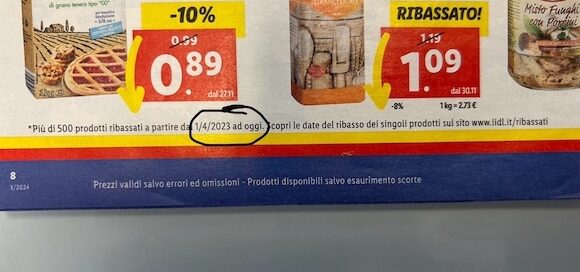 di grano tenero tipo "00"
-10%
0.99
0.89
dal 27.11
RIBASSATO!
1.19
1.09
dal 30.11
-8% 1 kg = 2.73 €
Misto Funghi
con Porcini
*Più di 500 prodotti ribassati a partire da 1/4/2023 ad oggi. Scopri le date del ribasso dei singoli prodotti sul sito www.lidl.it/ribassati
8
3/2024
Prezzi validi salvo errori ed omissioni - Prodotti disponibili salvo esaurimento scorte